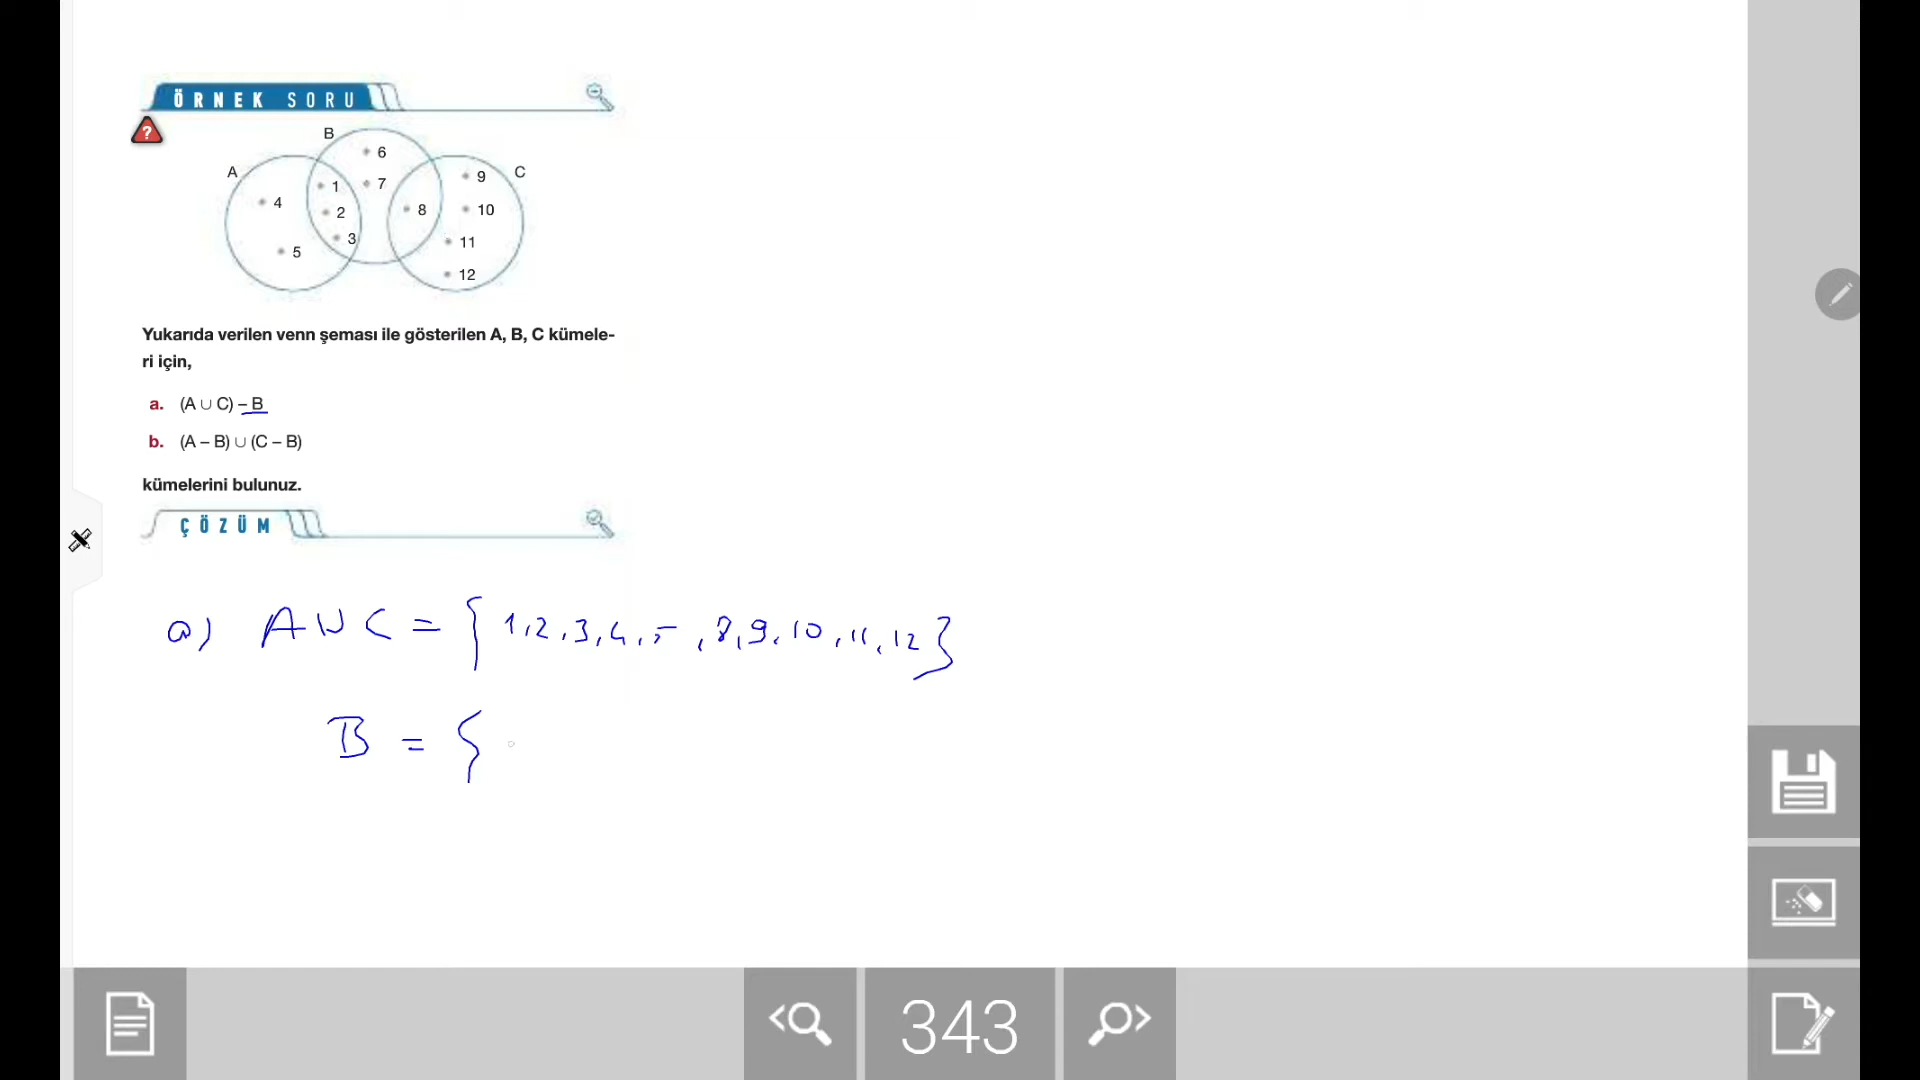 ÖRNEK SORU
?
B
6
A
9
C
1
7
4
2
8
10
3
11
5
12
Yukarıda verilen venn şeması ile gösterilen A, B, C kümele-
ri için,
a. (A ∪ C) – B
b. (A – B) ∪ (C – B)
kümelerini bulunuz.
ÇÖZÜM
a) A ∪ C = { 1,2,3,4,5,8,9,10,11,12}
B = {
343